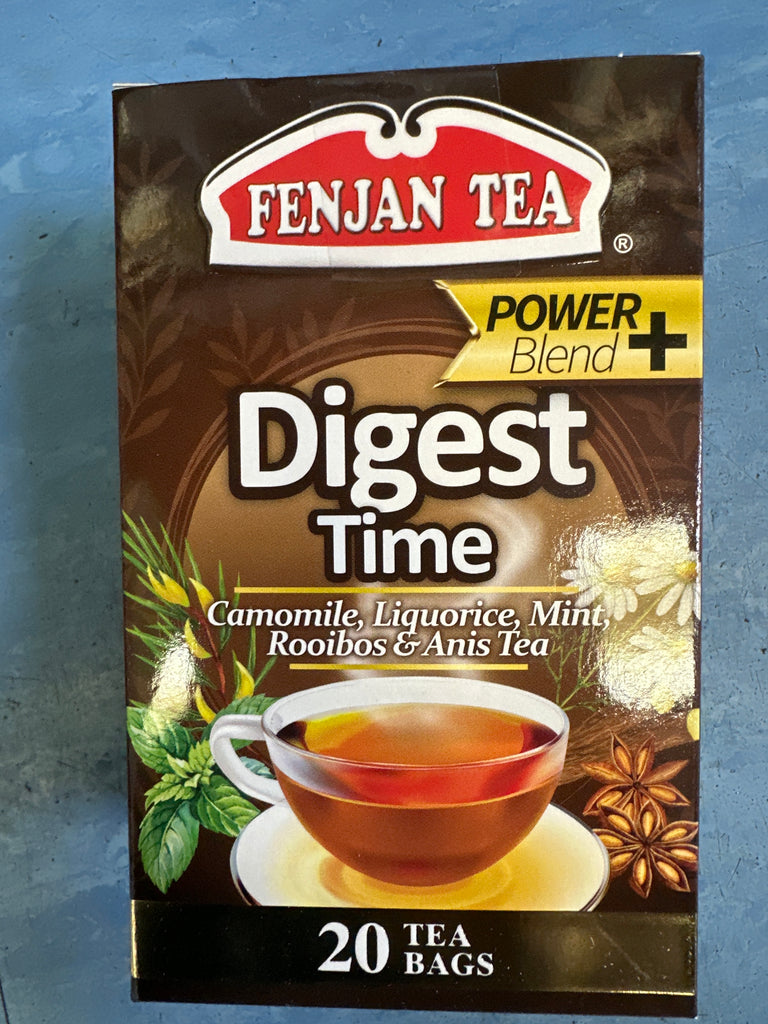 FENJAN TEA
®
POWER
Blend +
Digest
Time
Camomile, Liquorice, Mint,
Rooibos & Anis Tea
20 TEA
BAGS